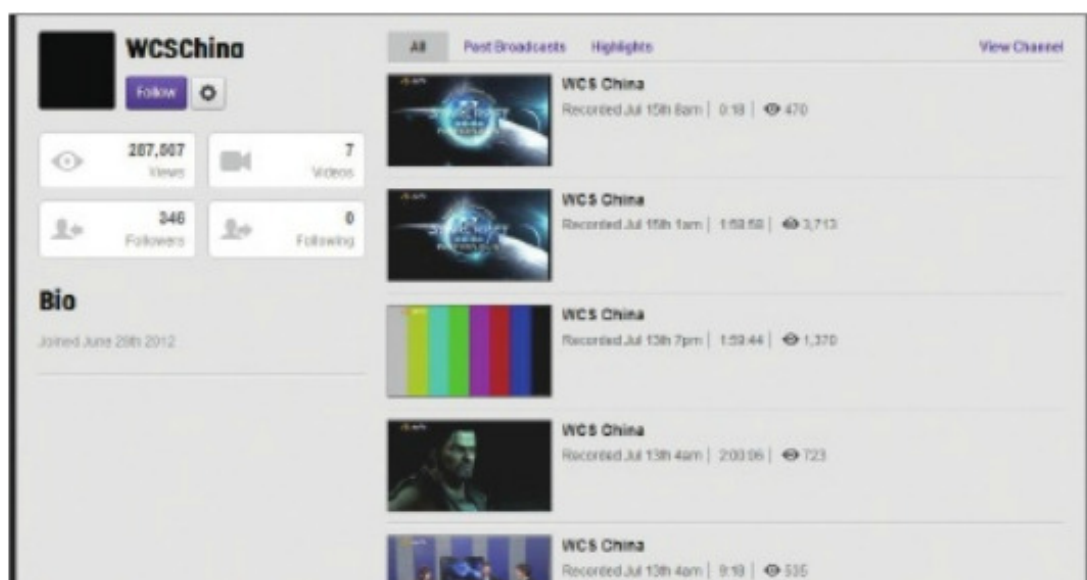 WCSChina
Follow
287,607
Views
7
Videos
346
Followers
0
Following
Bio
Joined June 28th 2012
All Past Broadcasts Highlights View Channel
WCS China
Recorded Jul 15th 8am | 0:18 | 470
WCS China
Recorded Jul 15th 1am | 1:59:58 | 3,713
WCS China
Recorded Jul 13th 7pm | 1:59:44 | 1,370
WCS China
Recorded Jul 13th 4am | 2:00:06 | 723
WCS China
Recorded Jul 13th 4am | 9:18 | 535